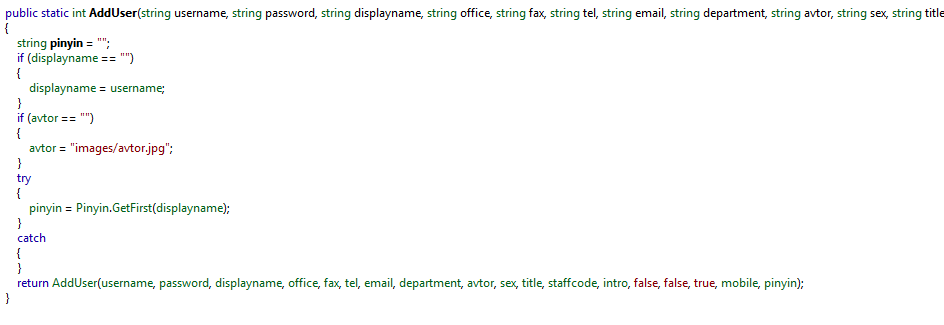 public static int AddUser(string username, string password, string displayname, string office, string fax, string tel, string email, string department, string avtor, string sex, string title
{
string pinyin = "";
if (displayname == "")
{
displayname = username;
}
if (avtor == "")
{
avtor = "images/avtor.jpg";
}
try
{
pinyin = Pinyin.GetFirst(displayname);
}
catch
{
}
return AddUser(username, password, displayname, office, fax, tel, email, department, avtor, sex, title, staffcode, intro, false, false, true, mobile, pinyin);
}